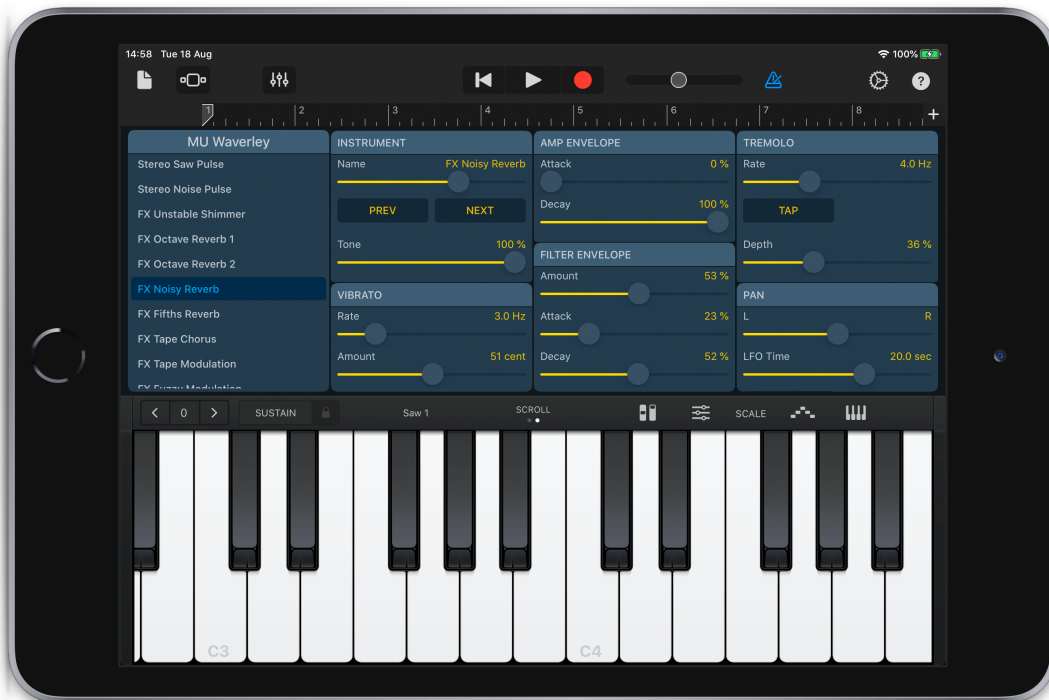 14:58 Tue 18 Aug 100%
?
1 2 3 4 5 6 7 8 +
MU Waverley
Stereo Saw Pulse
Stereo Noise Pulse
FX Unstable Shimmer
FX Octave Reverb 1
FX Octave Reverb 2
FX Noisy Reverb
FX Fifths Reverb
FX Tape Chorus
FX Tape Modulation
FX Fuzzy Modulation
INSTRUMENT
Name FX Noisy Reverb
PREV NEXT
Tone 100 %
VIBRATO
Rate 3.0 Hz
Amount 51 cent
AMP ENVELOPE
Attack 0 %
Decay 100 %
FILTER ENVELOPE
Amount 53 %
Attack 23 %
Decay 52 %
TREMOLO
Rate 4.0 Hz
TAP
Depth 36 %
PAN
L R
LFO Time 20.0 sec
0 SUSTAIN Saw 1 SCROLL SCALE
C3 C4